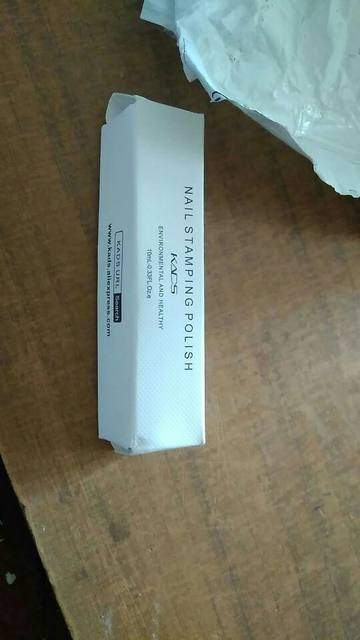 NAIL STAMPING POLISH
KADS
ENVIRONMENTAL AND HEALTHY
10mL-0.33FL.Oz.e
KADS URL Search
www.kads.aliexpress.com